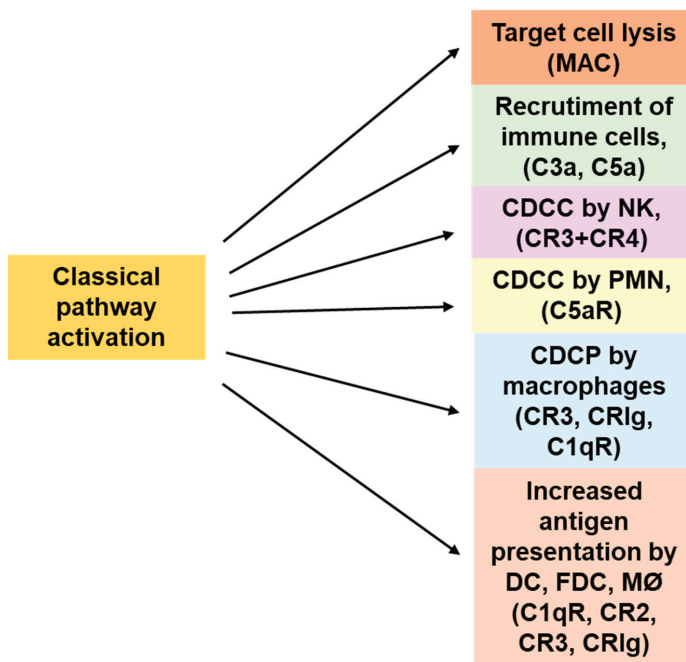 Target cell lysis
(MAC)
Recrutiment of
immune cells,
(C3a, C5a)
CDCC by NK,
(CR3+CR4)
Classical
pathway
activation
CDCC by PMN,
(C5aR)
CDCP by
macrophages
(CR3, CRIg,
C1qR)
Increased
antigen
presentation by
DC, FDC, MØ
(C1qR, CR2,
CR3, CRIg)